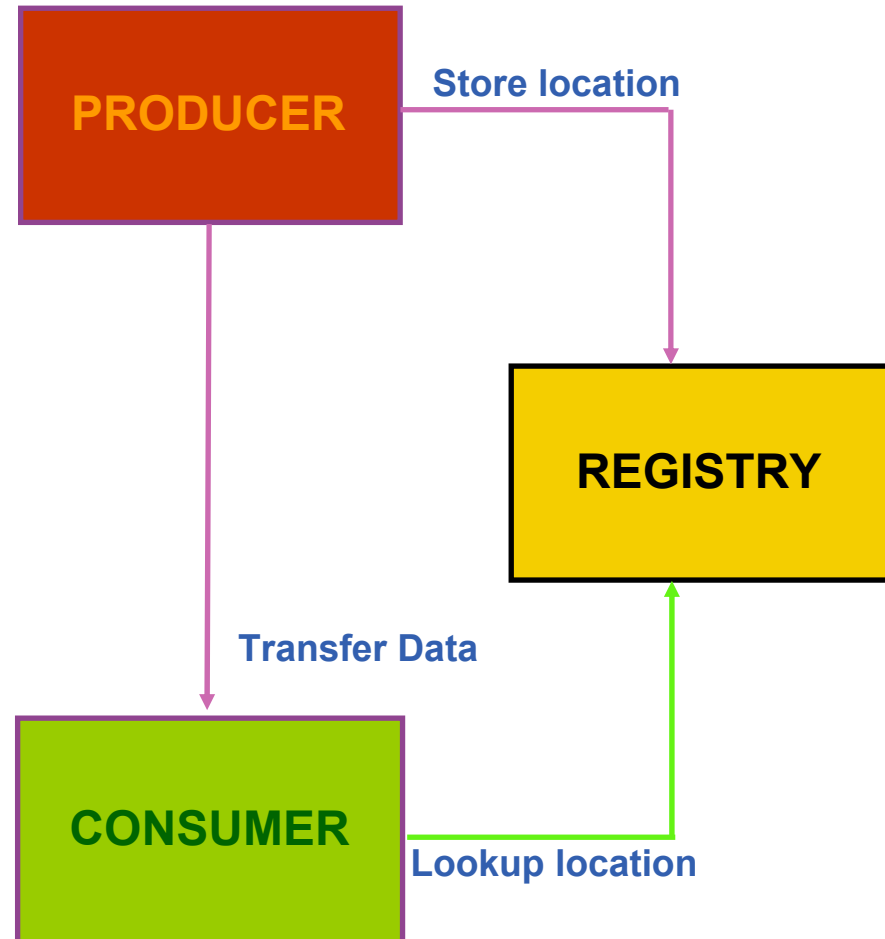 Store location
PRODUCER
REGISTRY
Transfer Data
CONSUMER
Lookup location